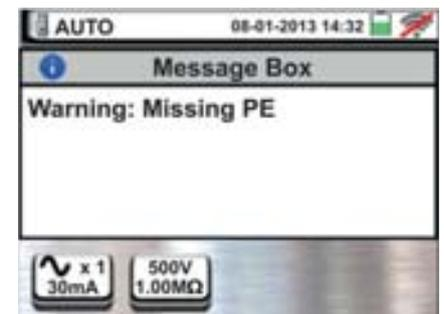 AUTO 08-01-2013 14:32
Message Box
Warning: Missing PE
x 1 500V
30mA 1.00MΩ